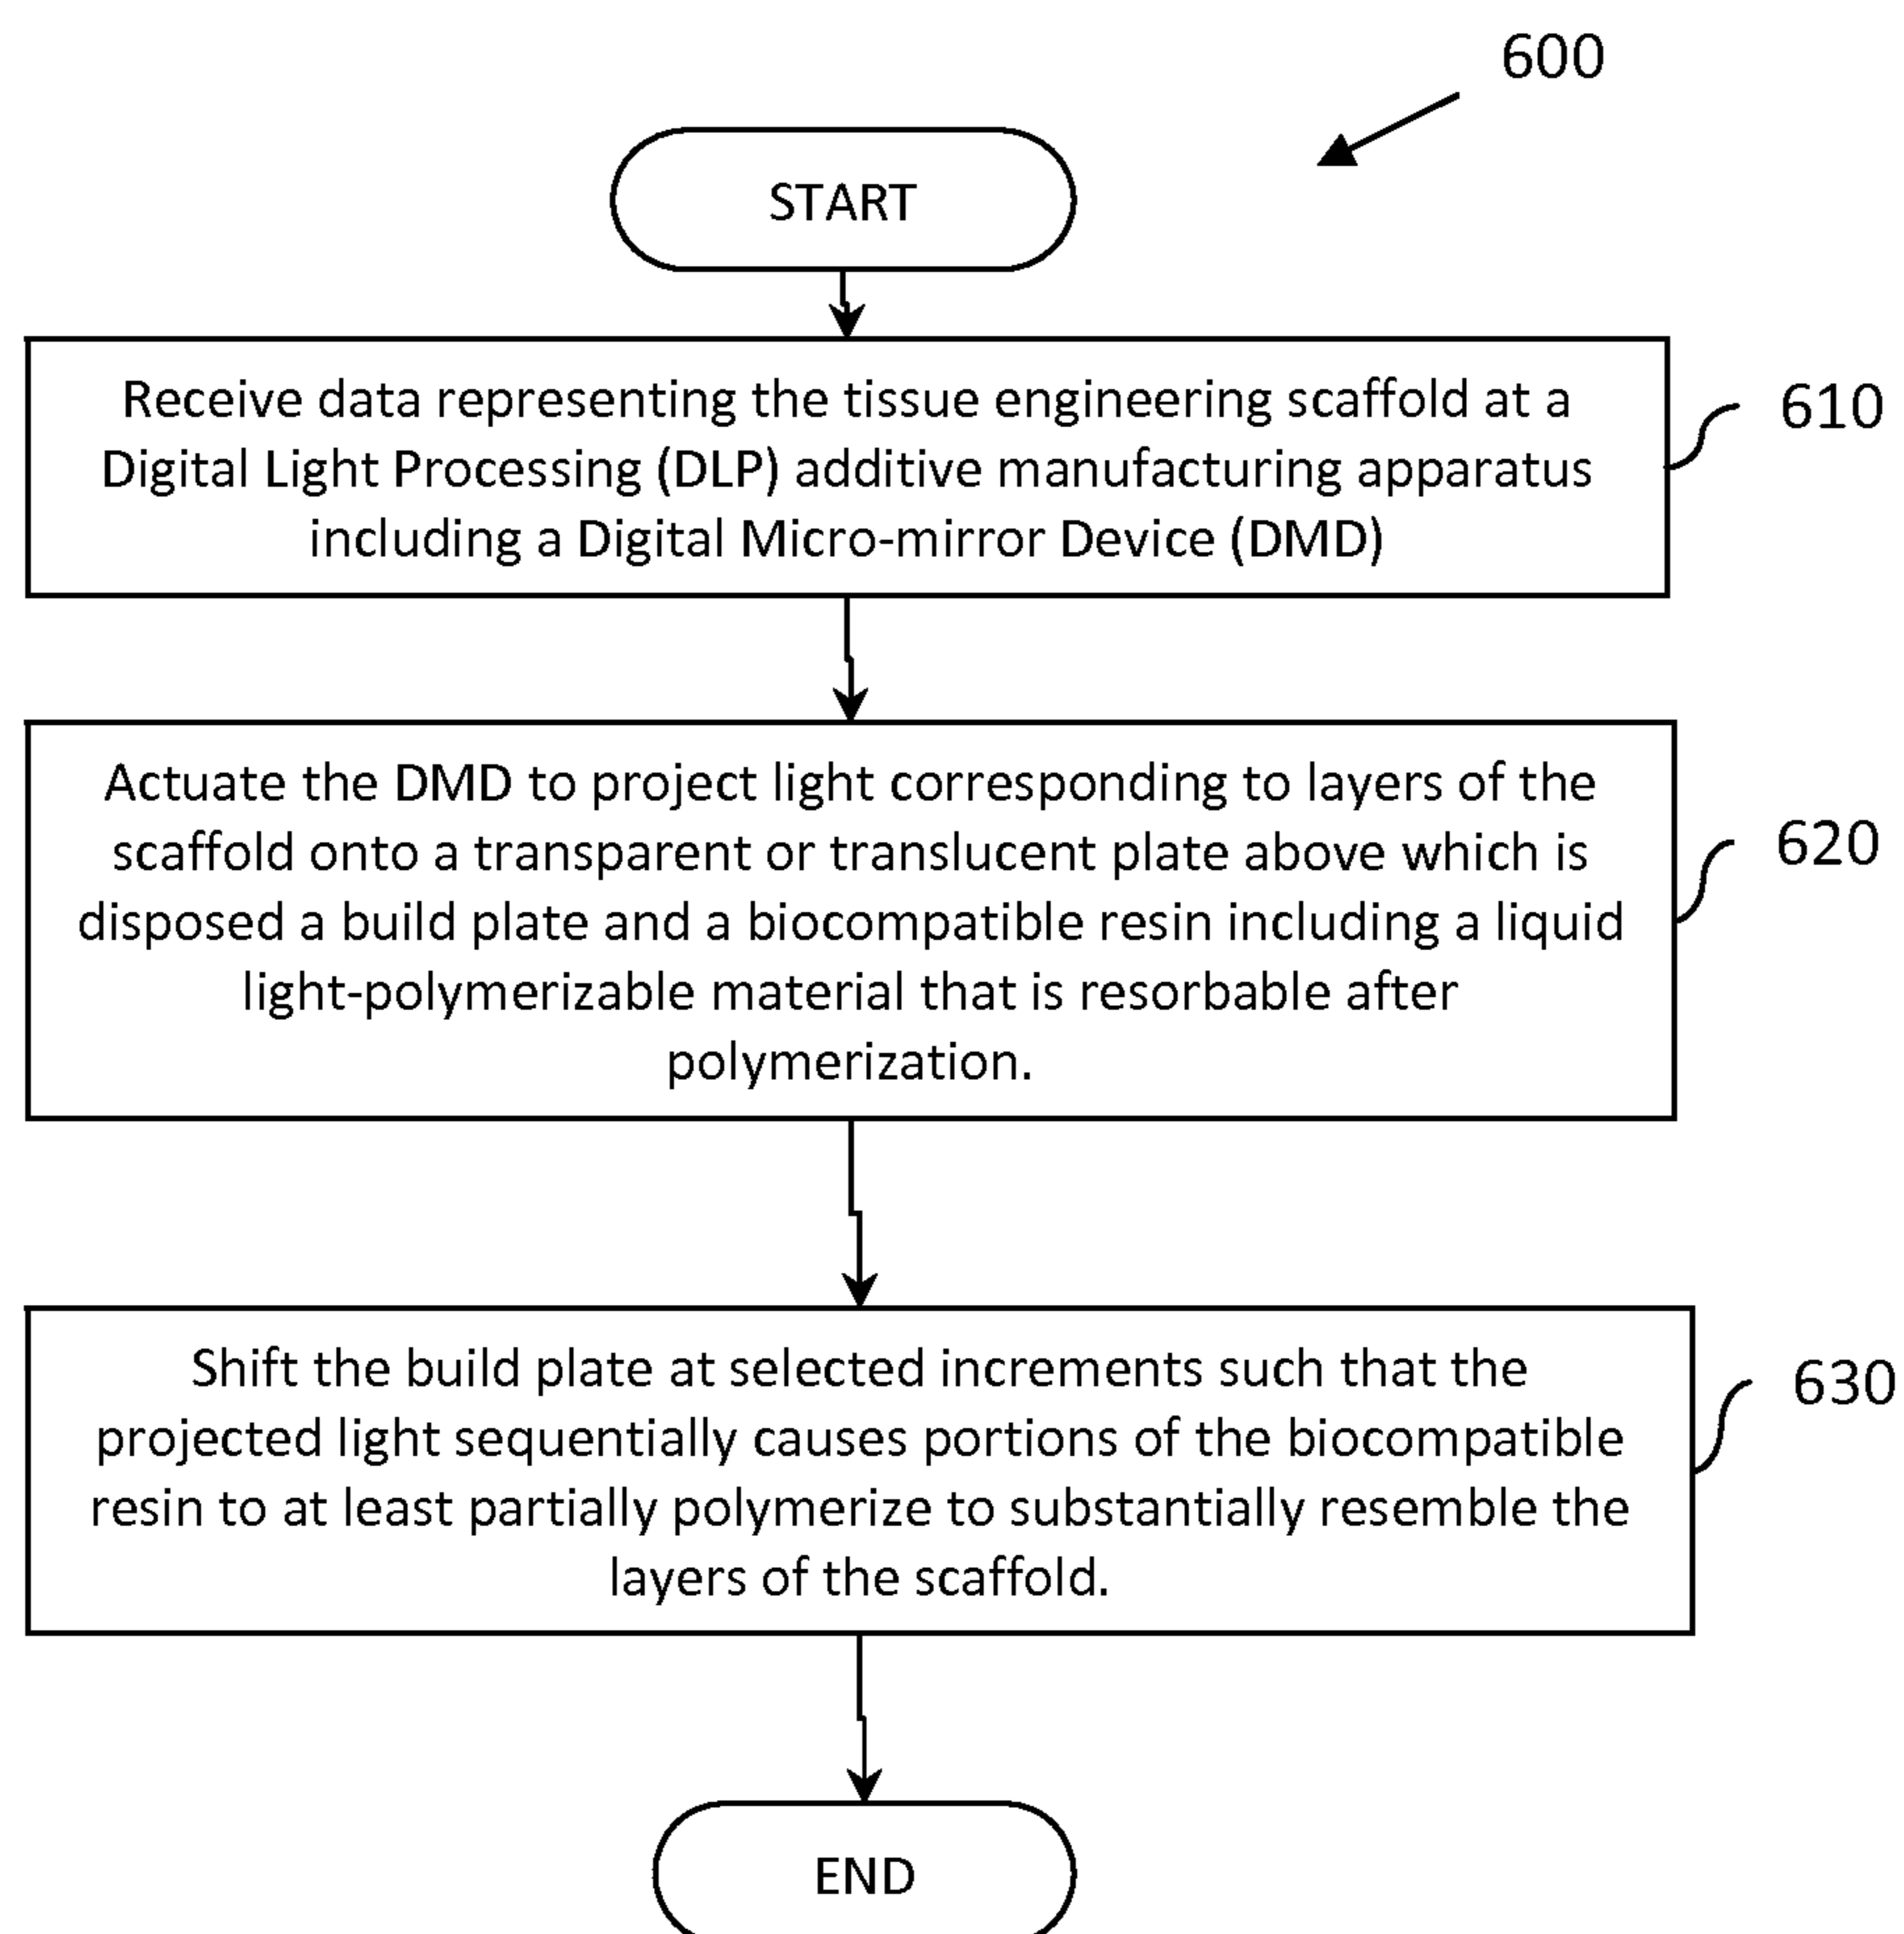 600
START
Receive data representing the tissue engineering scaffold at a
Digital Light Processing (DLP) additive manufacturing apparatus
including a Digital Micro-mirror Device (DMD)
610
Actuate the DMD to project light corresponding to layers of the
scaffold onto a transparent or translucent plate above which is
disposed a build plate and a biocompatible resin including a liquid
light-polymerizable material that is resorbable after
polymerization.
620
Shift the build plate at selected increments such that the
projected light sequentially causes portions of the biocompatible
resin to at least partially polymerize to substantially resemble the
layers of the scaffold.
630
END